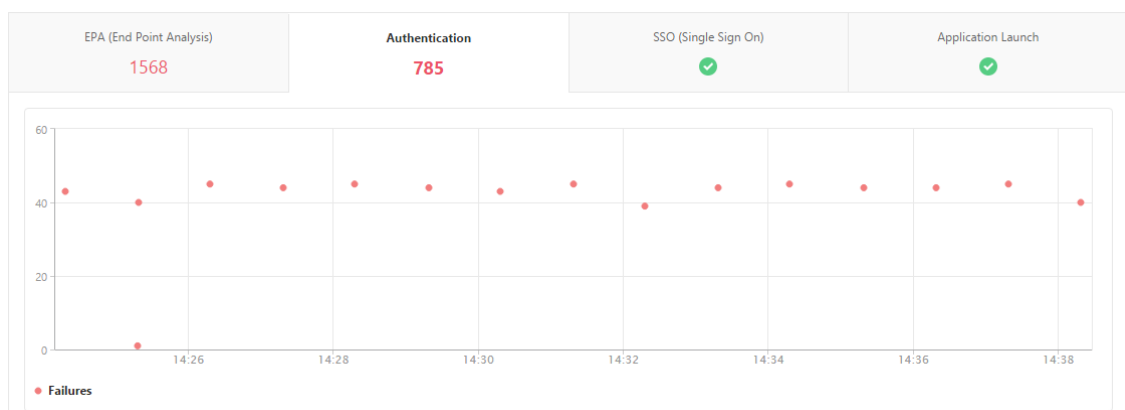 EPA (End Point Analysis)
1568
Authentication
785
SSO (Single Sign On)
Application Launch
60
40
20
0
14:26
14:28
14:30
14:32
14:34
14:36
14:38
Failures